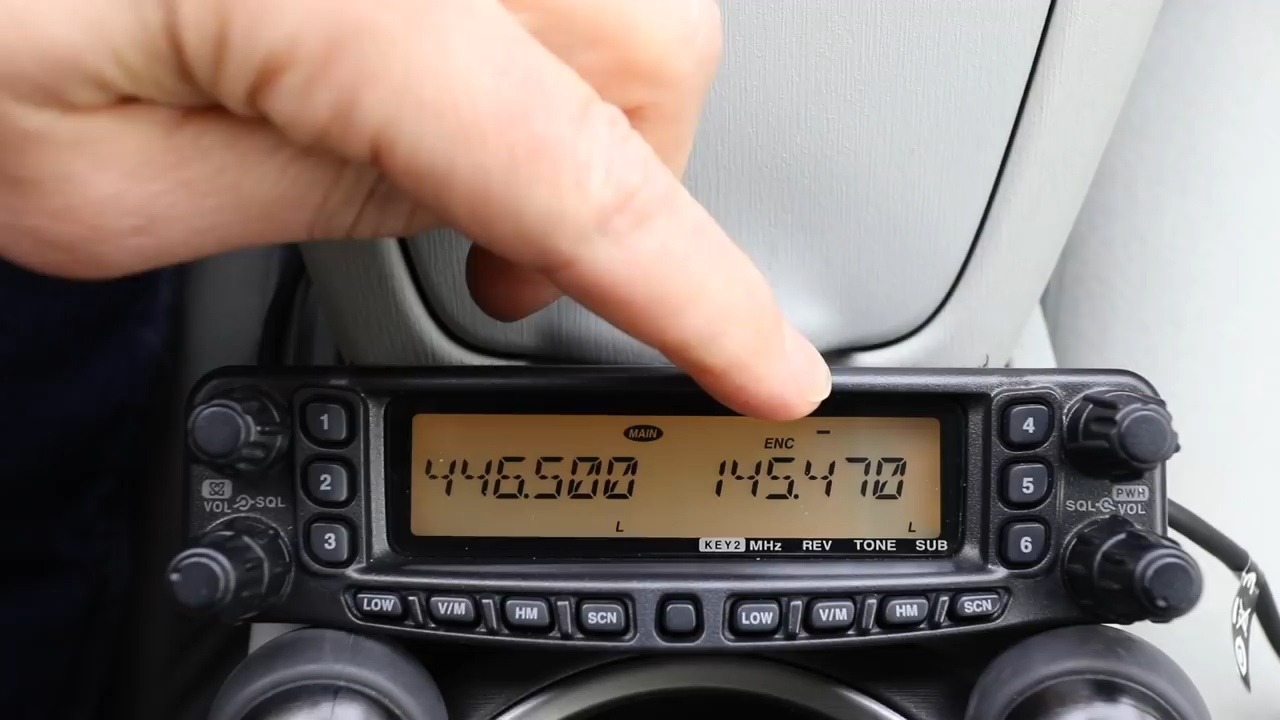 1
4
MAIN
ENC
446.500 145.470
2
5
VOL SQL
PWR
SQL VOL
L L
3
6
KEY2 MHz REV TONE SUB
LOW V/M HM SCN LOW V/M HM SCN